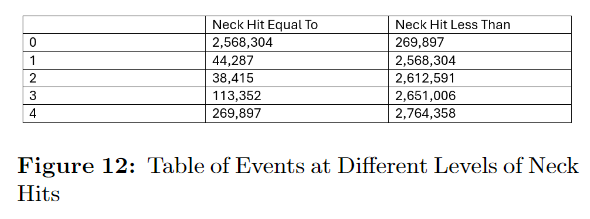 Neck Hit Equal To Neck Hit Less Than
0 2,568,304 269,897
1 44,287 2,568,304
2 38,415 2,612,591
3 113,352 2,651,006
4 269,897 2,764,358
Figure 12: Table of Events at Different Levels of Neck
Hits